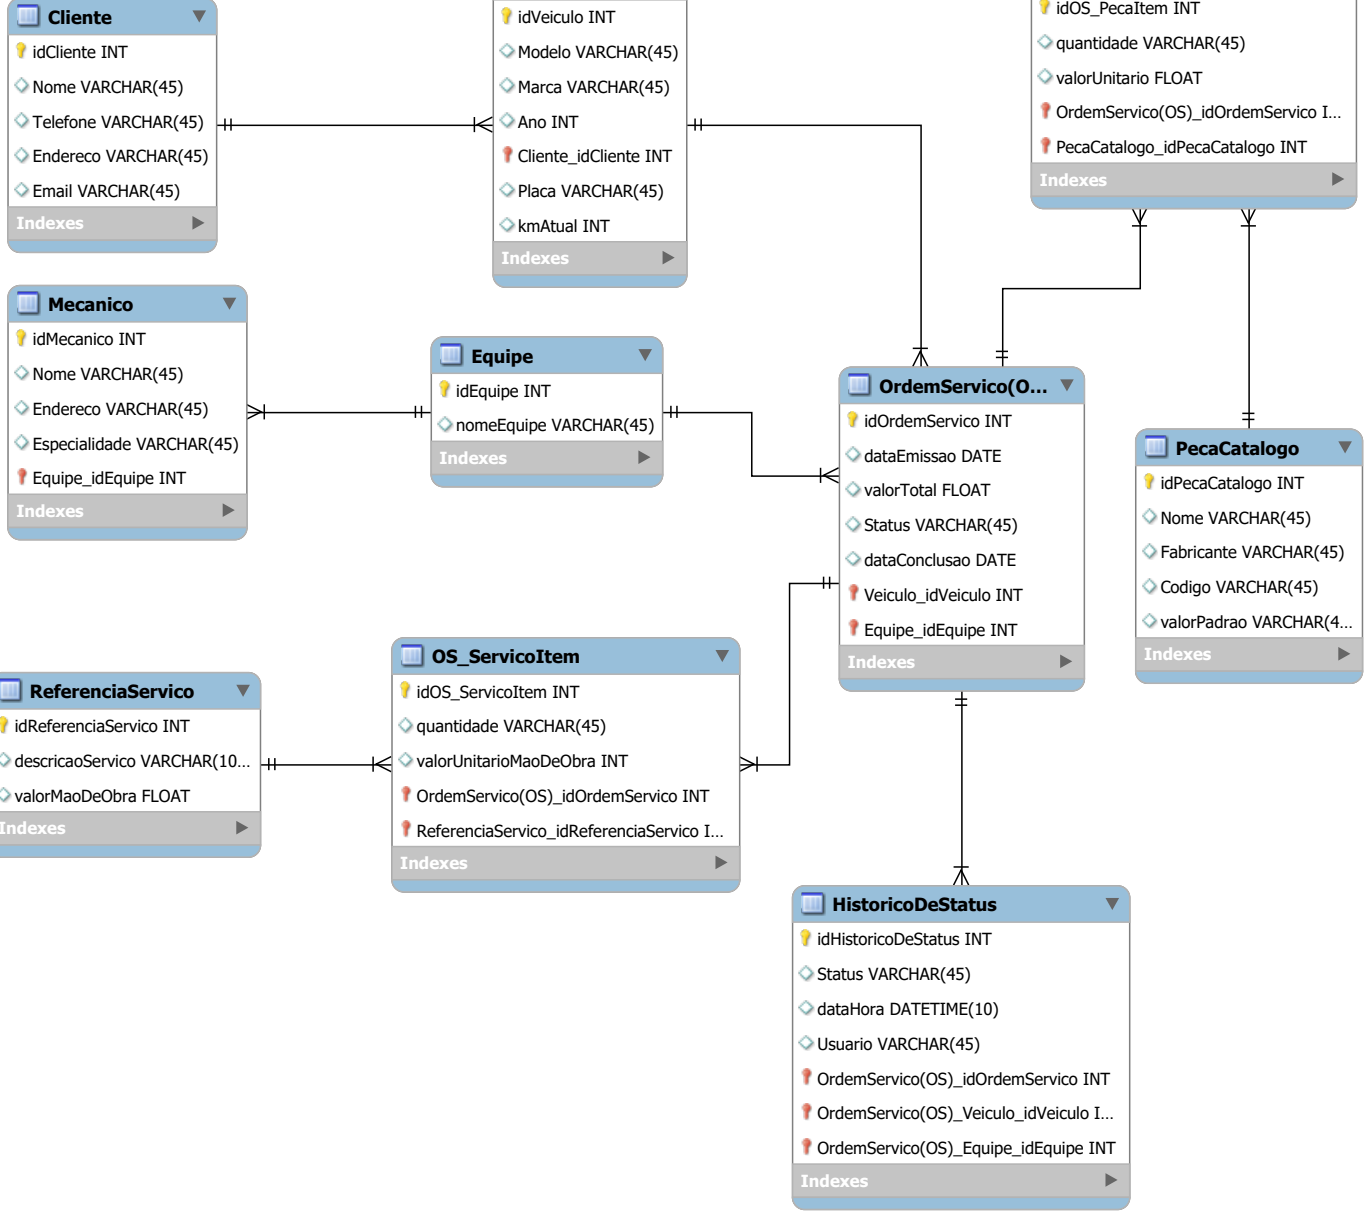 Cliente
idCliente INT
Nome VARCHAR(45)
Telefone VARCHAR(45)
Endereco VARCHAR(45)
Email VARCHAR(45)
Indexes
idVeiculo INT
Modelo VARCHAR(45)
Marca VARCHAR(45)
Ano INT
Cliente_idCliente INT
Placa VARCHAR(45)
kmAtual INT
Indexes
idOS_PecaItem INT
quantidade VARCHAR(45)
valorUnitario FLOAT
OrdemServico(OS)_idOrdemServico I...
PecaCatalogo_idPecaCatalogo INT
Indexes
Mecanico
idMecanico INT
Nome VARCHAR(45)
Endereco VARCHAR(45)
Especialidade VARCHAR(45)
Equipe_idEquipe INT
Indexes
Equipe
idEquipe INT
nomeEquipe VARCHAR(45)
Indexes
OrdemServico(O...
idOrdemServico INT
dataEmissao DATE
valorTotal FLOAT
Status VARCHAR(45)
dataConclusao DATE
Veiculo_idVeiculo INT
Equipe_idEquipe INT
Indexes
PecaCatalogo
idPecaCatalogo INT
Nome VARCHAR(45)
Fabricante VARCHAR(45)
Codigo VARCHAR(45)
valorPadrao VARCHAR(4...
Indexes
ReferenciaServico
idReferenciaServico INT
descricaoServico VARCHAR(10...
valorMaoDeObra FLOAT
Indexes
OS_ServicoItem
idOS_ServicoItem INT
quantidade VARCHAR(45)
valorUnitarioMaoDeObra INT
OrdemServico(OS)_idOrdemServico INT
ReferenciaServico_idReferenciaServico I...
Indexes
HistoricoDeStatus
idHistoricoDeStatus INT
Status VARCHAR(45)
dataHora DATETIME(10)
Usuario VARCHAR(45)
OrdemServico(OS)_idOrdemServico INT
OrdemServico(OS)_Veiculo_idVeiculo I...
OrdemServico(OS)_Equipe_idEquipe INT
Indexes